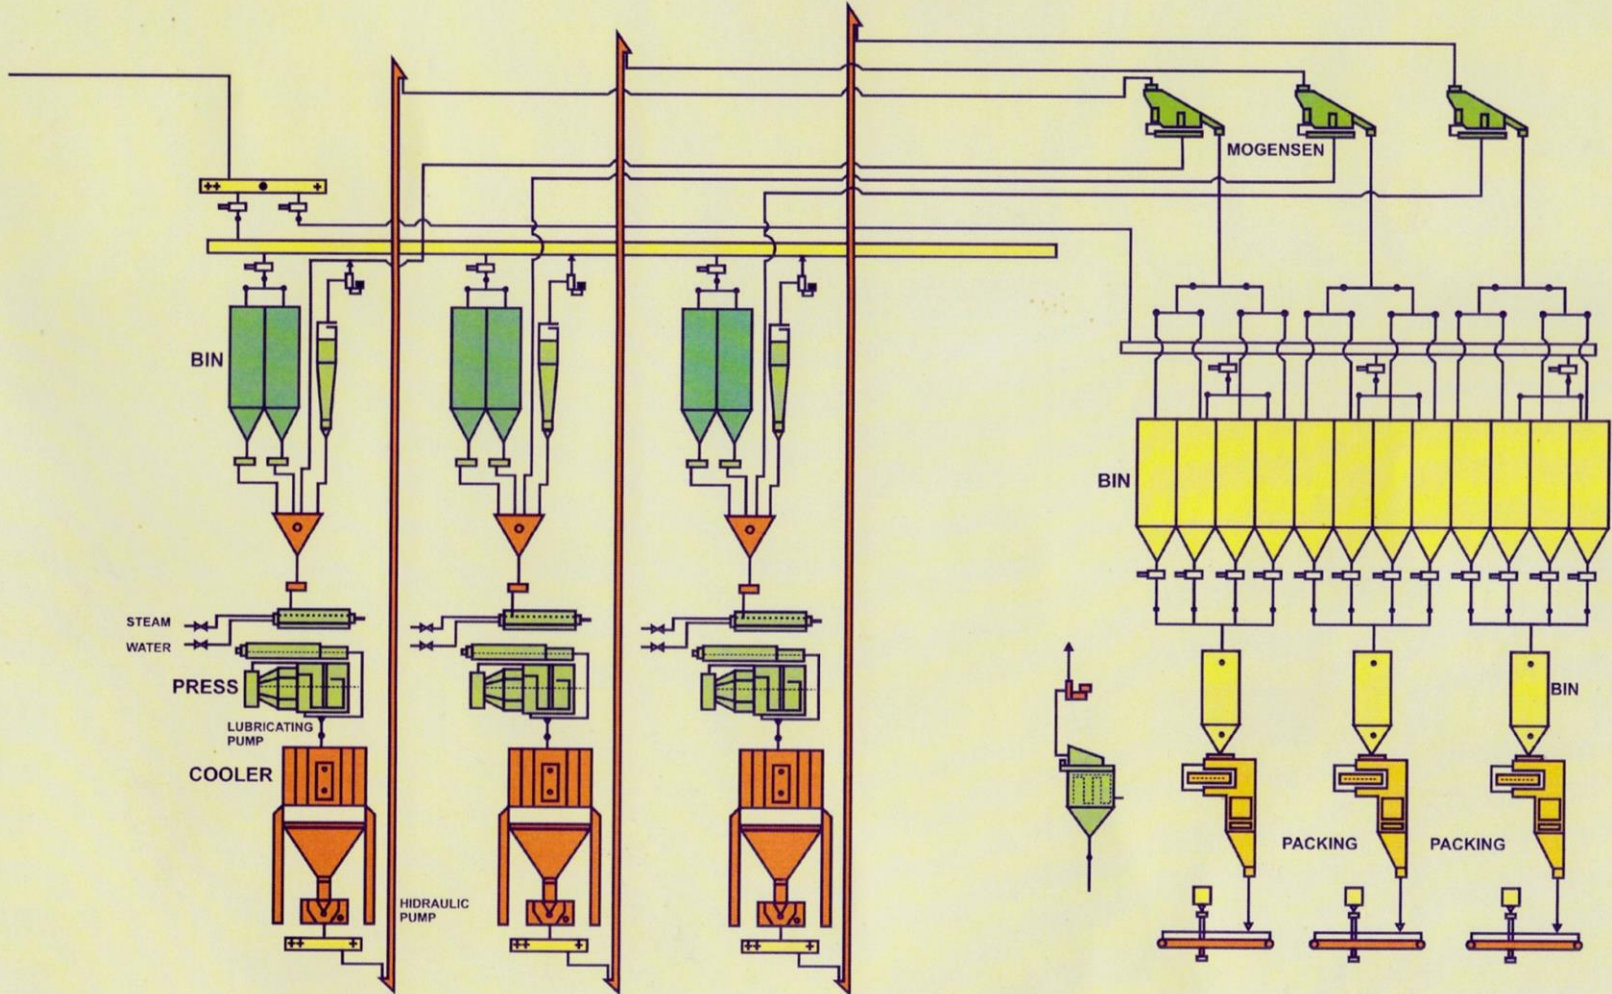 MOGENSEN
BIN
BIN
STEAM
WATER
PRESS
LUBRICATING
PUMP
BIN
COOLER
PACKING
PACKING
HIDRAULIC
PUMP